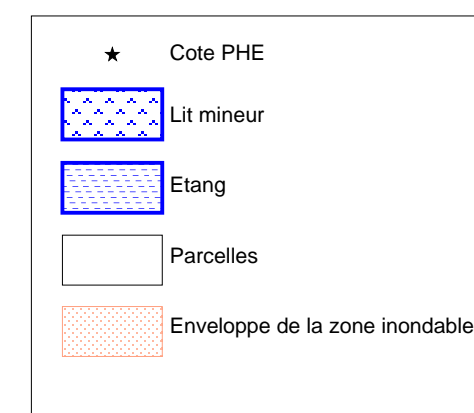 Cote PHE
Lit mineur
Etang
Parcelles
Enveloppe de la zone inondable